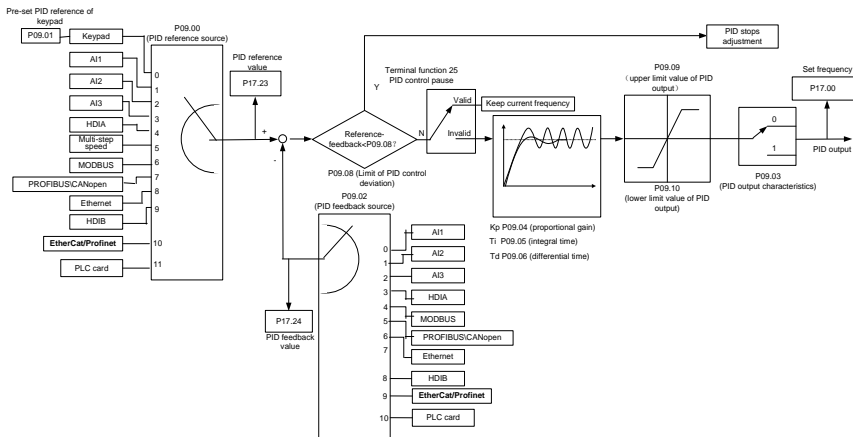 Pre-set PID reference of
keypad
P09.01
Keypad
AI1
AI2
AI3
HDIA
Multi-step
speed
MODBUS
PROFIBUS\CANopen
Ethernet
HDIB
EtherCat/Profinet
PLC card
P09.00
(PID reference source)
0
1
2
3
4
5
6
7
8
9
10
11
PID reference
value
P17.23
+
-
Reference-
feedback<P09.08?
Y
N
P09.08 (Limit of PID control
deviation)
Terminal function 25
PID control pause
Valid
Invalid
Keep current frequency
PID stops
adjustment
Kp P09.04 (proportional gain)
Ti P09.05 (integral time)
Td P09.06 (differential time)
P09.09
(upper limit value of PID
output)
P09.10
(lower limit value of PID
output)
0
1
P09.03
(PID output characteristics)
Set frequency
P17.00
PID output
P09.02
(PID feedback source)
P17.24
PID feedback
value
0
1
2
3
4
5
6
7
8
9
10
AI1
AI2
AI3
HDIA
MODBUS
PROFIBUS\CANopen
Ethernet
HDIB
EtherCat/Profinet
PLC card